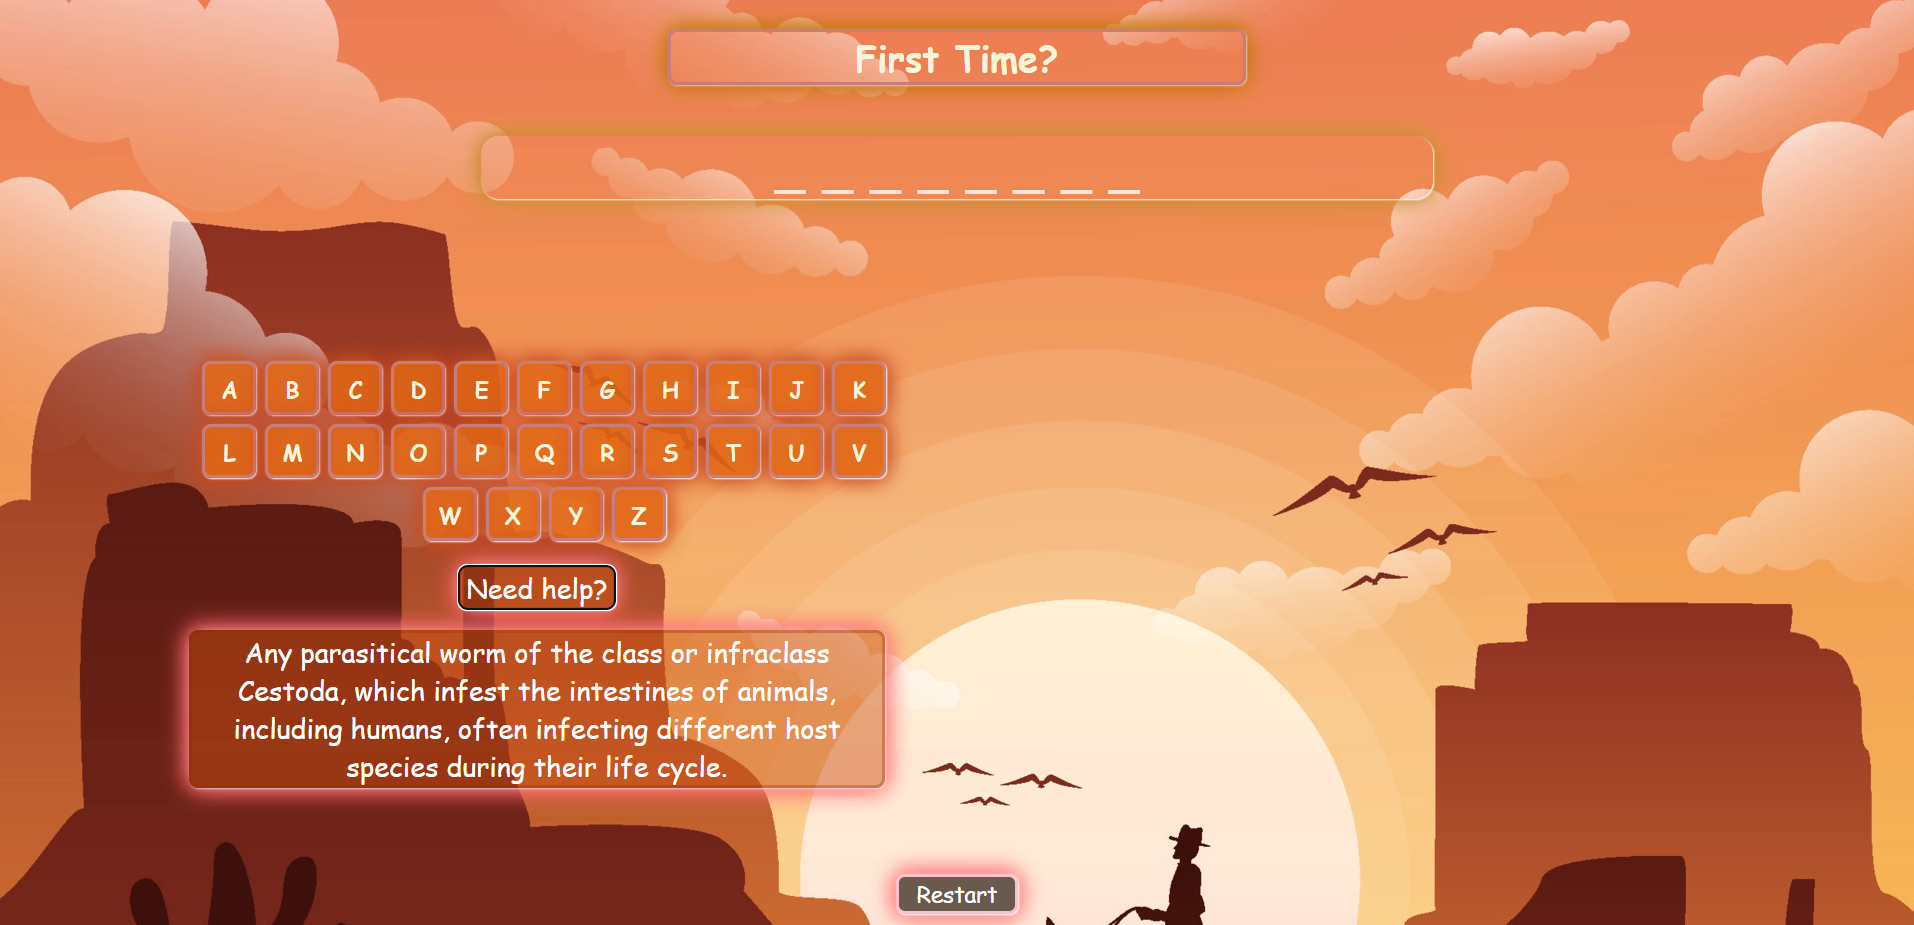 First Time?
_ _ _ _ _ _ _ _
A B C D E F G H I J K
L M N O P Q R S T U V
W X Y Z
Need help?
Any parasitical worm of the class or infraclass
Cestoda, which infest the intestines of animals,
including humans, often infecting different host
species during their life cycle.
Restart